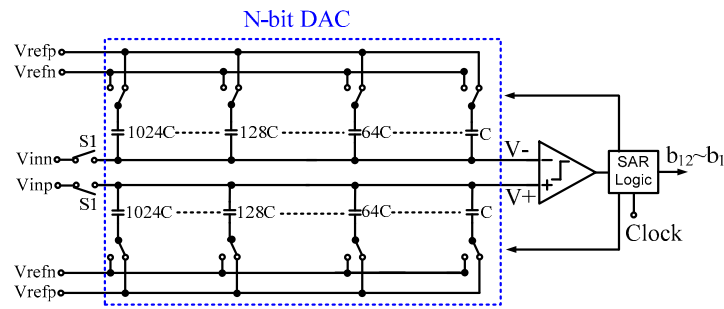 N-bit DAC
Vrefp
Vrefn
1024C 128C 64C C
S1
Vinn
V-
SAR
Logic
b12~b1
Vinp
S1
V+
1024C 128C 64C C
Clock
Vrefn
Vrefp